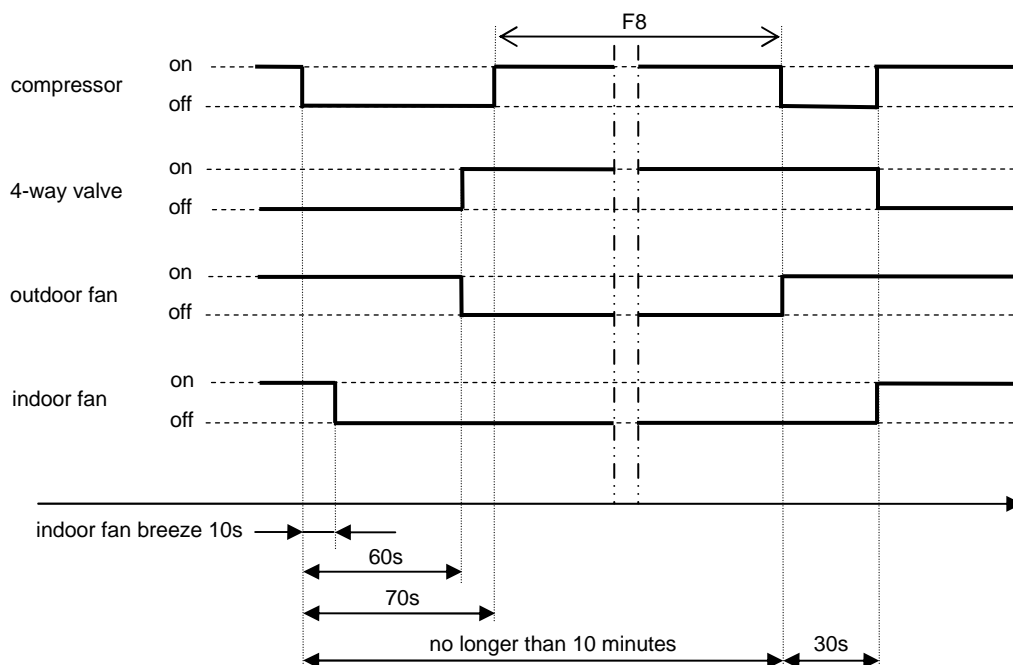 F8
on
compressor
off
on
4-way valve
off
on
outdoor fan
off
on
indoor fan
off
indoor fan breeze 10s
60s
70s
no longer than 10 minutes
30s